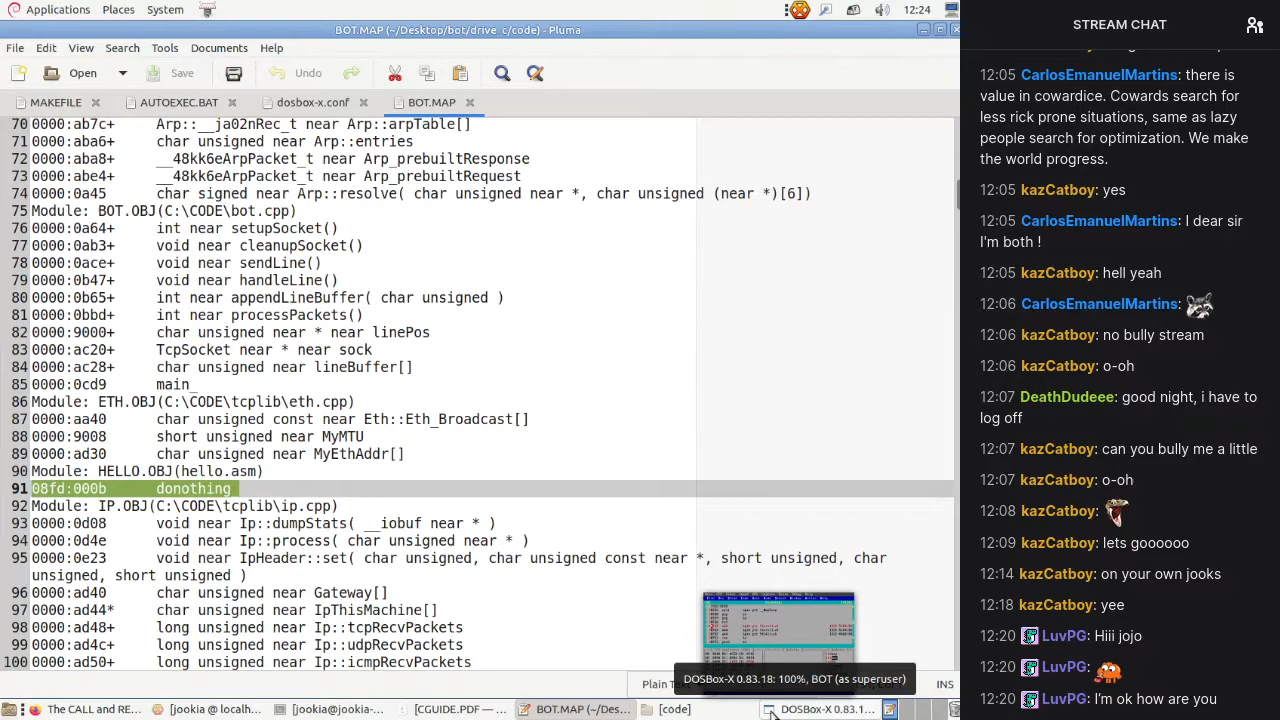 Applications Places System 12:24
BOT.MAP (~/Desktop/bot/drive_c/code) - Pluma
File Edit View Search Tools Documents Help
Open Save Undo
MAKEFILE AUTOEXEC.BAT dosbox-x.conf BOT.MAP
70 0000:ab7c+ Arp::__ja02nRec_t near Arp::arpTable[]
71 0000:aba6+ char unsigned near Arp::entries
72 0000:aba8+ __48kk6eArpPacket_t near Arp_prebuiltResponse
73 0000:abe4+ __48kk6eArpPacket_t near Arp_prebuiltRequest
74 0000:0a45 char signed near Arp::resolve( char unsigned near *, char unsigned (near *)[6])
75 Module: BOT.OBJ(C:\CODE\bot.cpp)
76 0000:0a64+ int near setupSocket()
77 0000:0ab3+ void near cleanupSocket()
78 0000:0ace+ void near sendLine()
79 0000:0b47+ void near handleLine()
80 0000:0b65+ int near appendLineBuffer( char unsigned )
81 0000:0bbd+ int near processPackets()
82 0000:9000+ char unsigned near * near linePos
83 0000:ac20+ TcpSocket near * near sock
84 0000:ac28+ char unsigned near lineBuffer[]
85 0000:0cd9 main_
86 Module: ETH.OBJ(C:\CODE\tcplib\eth.cpp)
87 0000:aa40 char unsigned const near Eth::Eth_Broadcast[]
88 0000:9008 short unsigned near MyMTU
89 0000:ad30 char unsigned near MyEthAddr[]
90 Module: HELLO.OBJ(hello.asm)
91 08fd:000b donothing
92 Module: IP.OBJ(C:\CODE\tcplib\ip.cpp)
93 0000:0d08 void near Ip::dumpStats( __iobuf near * )
94 0000:0d4e void near Ip::process( char unsigned near * )
95 0000:0e23 void near IpHeader::set( char unsigned, char unsigned const near *, short unsigned, char
unsigned, short unsigned )
96 0000:ad40+ char unsigned near Gateway[]
97 0000:ad44+ char unsigned near IpThisMachine[]
98 0000:ad48+ long unsigned near Ip::tcpRecvPackets
99 0000:ad4c+ long unsigned near Ip::udpRecvPackets
100 0000:ad50+ long unsigned near Ip::icmpRecvPackets
DOSBox-X 0.83.18: 100%, BOT (as superuser)
Plain Text INS
The CALL and RE... [jookia @ localh... [jookia@jookia-... [CGUIDE.PDF — ... BOT.MAP (~/Des... [code] DOSBox-X 0.83.1...
STREAM CHAT
12:05 CarlosEmanuelMartins: there is
value in cowardice. Cowards search for
less rick prone situations, same as lazy
people search for optimization. We make
the world progress.
12:05 kazCatboy: yes
12:05 CarlosEmanuelMartins: I dear sir
I'm both !
12:05 kazCatboy: hell yeah
12:06 CarlosEmanuelMartins:
12:06 kazCatboy: no bully stream
12:06 kazCatboy: o-oh
12:07 DeathDudeee: good night, i have to
log off
12:07 kazCatboy: can you bully me a little
12:07 kazCatboy: o-oh
12:08 kazCatboy:
12:09 kazCatboy: lets goooooo
12:14 kazCatboy: on your own jooks
12:18 kazCatboy: yee
12:20 LuvPG: Hiii jojo
12:20 LuvPG:
12:20 LuvPG: I'm ok how are you